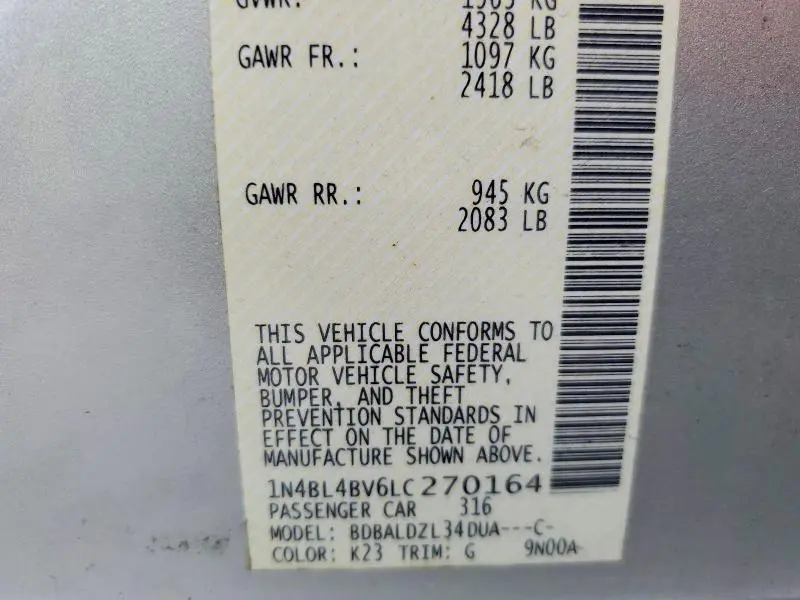 GVWR:
4328 LB
GAWR FR.: 1097 KG
2418 LB
GAWR RR.: 945 KG
2083 LB
THIS VEHICLE CONFORMS TO
ALL APPLICABLE FEDERAL
MOTOR VEHICLE SAFETY,
BUMPER, AND THEFT
PREVENTION STANDARDS IN
EFFECT ON THE DATE OF
MANUFACTURE SHOWN ABOVE.
1N4BL4BV6LC270164
PASSENGER CAR 316
MODEL: BDBALDZL34DUA---C-
COLOR: K23 TRIM: G 9N00A